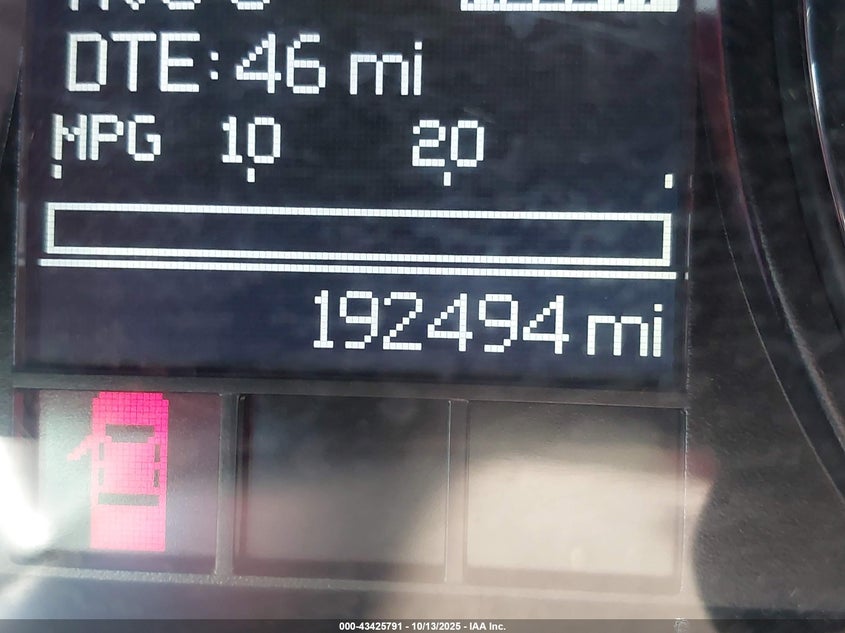 DTE: 46 mi
MPG 10 20
192494 mi
000-43425791 - 10/13/2025 - IAA Inc.